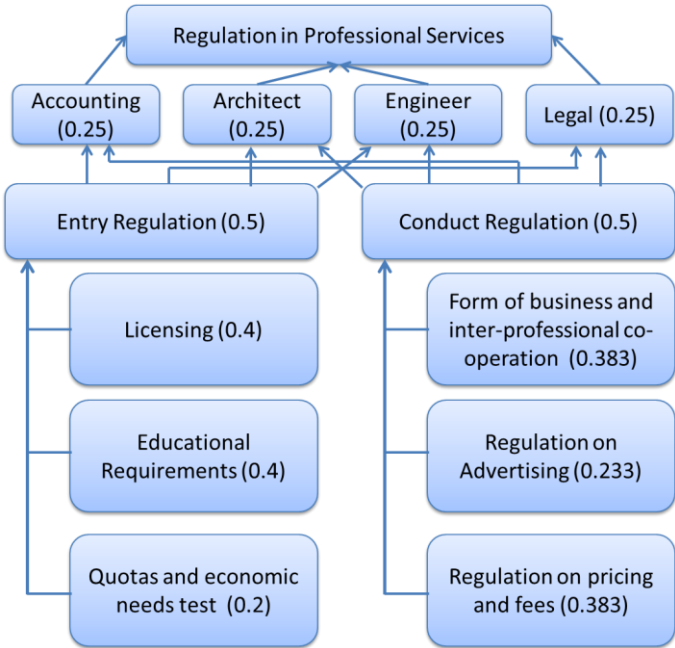 Regulation in Professional Services
Accounting
(0.25)
Architect
(0.25)
Engineer
(0.25)
Legal (0.25)
Entry Regulation (0.5)
Conduct Regulation (0.5)
Licensing (0.4)
Form of business and
inter-professional co-
operation (0.383)
Educational
Requirements (0.4)
Regulation on
Advertising (0.233)
Quotas and economic
needs test (0.2)
Regulation on pricing
and fees (0.383)